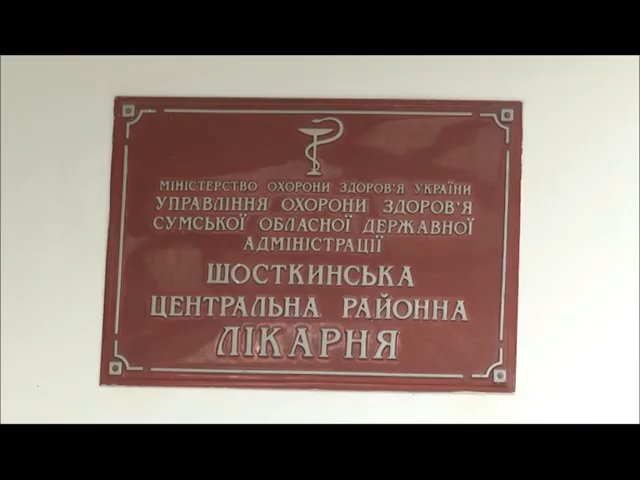 МІНІСТЕРСТВО ОХОРОНИ ЗДОРОВ'Я УКРАЇНИ
УПРАВЛІННЯ ОХОРОНИ ЗДОРОВ'Я
СУМСЬКОЇ ОБЛАСНОЇ ДЕРЖАВНОЇ
АДМІНІСТРАЦІЇ
ШОСТКИНСЬКА
ЦЕНТРАЛЬНА РАЙОННА
ЛІКАРНЯ